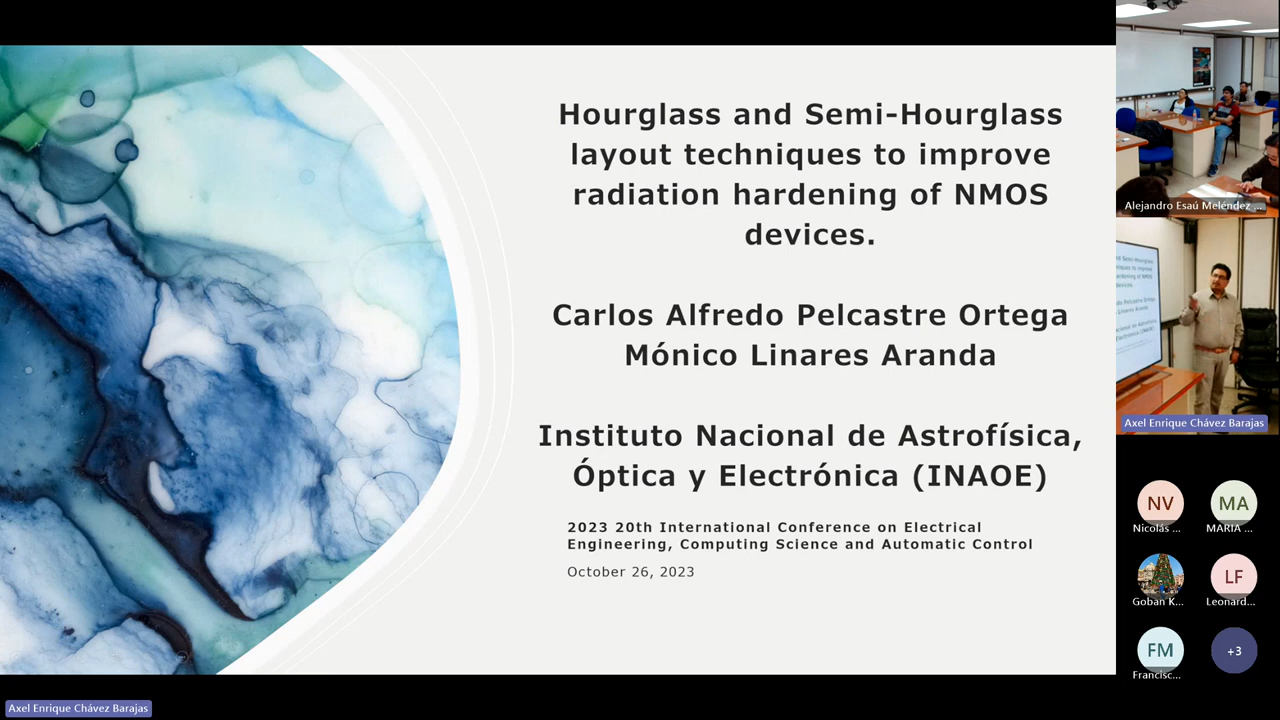 Hourglass and Semi-Hourglass
layout techniques to improve
radiation hardening of NMOS
devices.
Carlos Alfredo Pelcastre Ortega
Mónico Linares Aranda
Instituto Nacional de Astrofísica,
Óptica y Electrónica (INAOE)
2023 20th International Conference on Electrical
Engineering, Computing Science and Automatic Control
October 26, 2023
Axel Enrique Chávez Barajas
Alejandro Esaú Meléndez ...
Axel Enrique Chávez Barajas
NV
Nicolás ...
MA
MARIA ...
Goban K...
LF
Leonard...
FM
Francisc...
+3